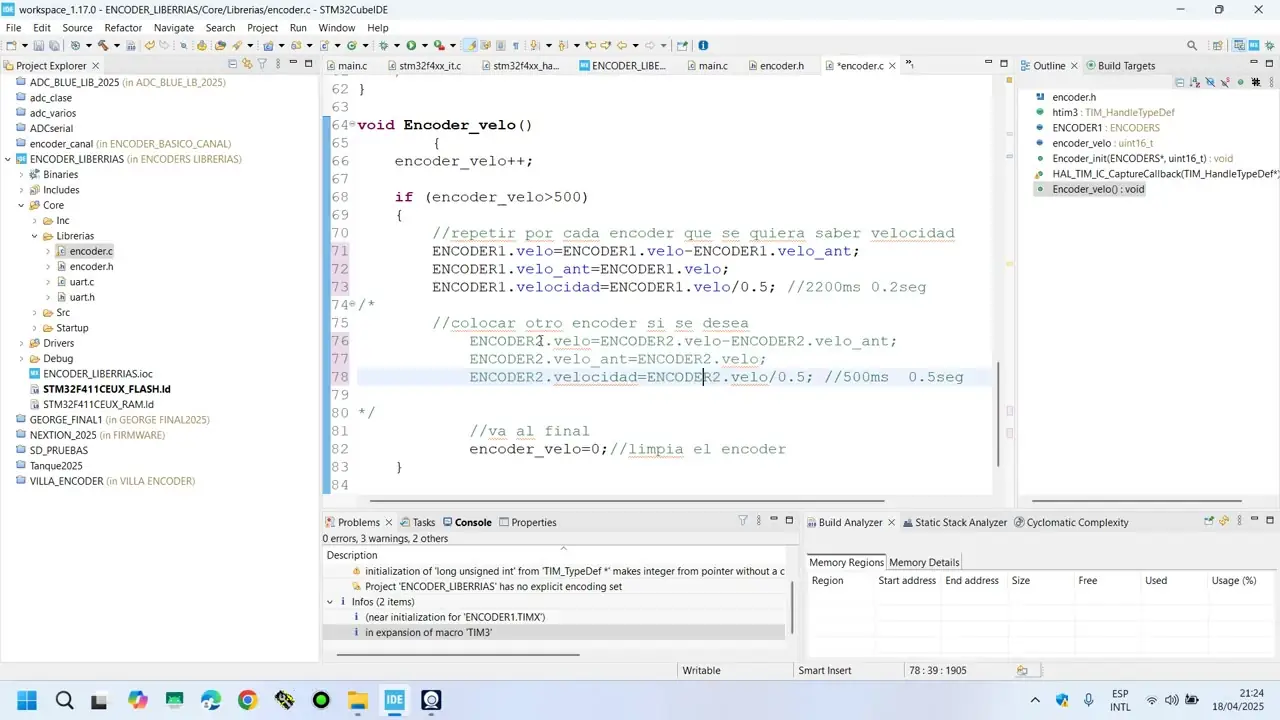 workspace_1.17.0 - ENCODER_LIBERRIAS/Core/Librerias/encoder.c - STM32CubeIDE
File Edit Source Refactor Navigate Search Project Run Window Help
Project Explorer
main.c stm32f4xx_it.c stm32f4xx_ha... ENCODER_LIBE... main.c encoder.h *encoder.c
Outline Build Targets
ADC_BLUE_LIB_2025 (in ADC_BLUE_LIB_2025)
adc_clase
adc_varios
ADCserial
encoder_canal (in ENCODER_BASICO_CANAL)
ENCODER_LIBERRIAS (in ENCODERS LIBRERIAS)
Binaries
Includes
Core
Inc
Librerias
encoder.c
encoder.h
uart.c
uart.h
Src
Startup
Drivers
Debug
ENCODER_LIBERRIAS.ioc
STM32F411CEUX_FLASH.ld
STM32F411CEUX_RAM.ld
GEORGE_FINAL1 (in GEORGE FINAL2025)
NEXTION_2025 (in FIRMWARE)
SD_PRUEBAS
Tanque2025
VILLA_ENCODER (in VILLA ENCODER)
62 }
63
64 void Encoder_velo()
65 {
66 encoder_velo++;
67
68 if (encoder_velo>500)
69 {
70 //repetir por cada encoder que se quiera saber velocidad
71 ENCODER1.velo=ENCODER1.velo-ENCODER1.velo_ant;
72 ENCODER1.velo_ant=ENCODER1.velo;
73 ENCODER1.velocidad=ENCODER1.velo/0.5; //2200ms 0.2seg
74 /*
75 //colocar otro encoder si se desea
76 ENCODER2.velo=ENCODER2.velo-ENCODER2.velo_ant;
77 ENCODER2.velo_ant=ENCODER2.velo;
78 ENCODER2.velocidad=ENCODER2.velo/0.5; //500ms 0.5seg
79
80 */
81 //va al final
82 encoder_velo=0;//limpia el encoder
83 }
84
encoder.h
htim3 : TIM_HandleTypeDef
ENCODER1 : ENCODERS
encoder_velo : uint16_t
Encoder_init(ENCODERS*, uint16_t) : void
HAL_TIM_IC_CaptureCallback(TIM_HandleTypeDef*
Encoder_velo() : void
Problems Tasks Console Properties
0 errors, 3 warnings, 2 others
Description
initialization of 'long unsigned int' from 'TIM_TypeDef *' makes integer from pointer without a c
Project 'ENCODER_LIBERRIAS' has no explicit encoding set
Infos (2 items)
(near initialization for 'ENCODER1.TIMX')
in expansion of macro 'TIM3'
Build Analyzer Static Stack Analyzer Cyclomatic Complexity
Memory Regions Memory Details
Region Start address End address Size Free Used Usage (%)
Writable Smart Insert 78 : 39 : 1905
IDE
ESP
INTL
21:24
18/04/2025